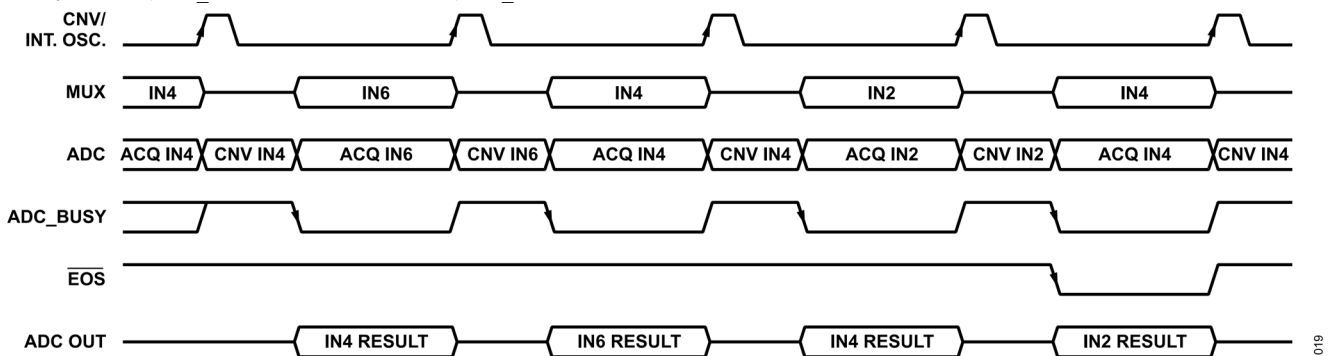 CNV/
INT. OSC.
MUX IN4 IN6 IN4 IN2 IN4
ADC ACQ IN4 CNV IN4 ACQ IN6 CNV IN6 ACQ IN4 CNV IN4 ACQ IN2 CNV IN2 ACQ IN4 CNV IN4
ADC_BUSY
EOS
ADC OUT IN4 RESULT IN6 RESULT IN4 RESULT IN2 RESULT
019